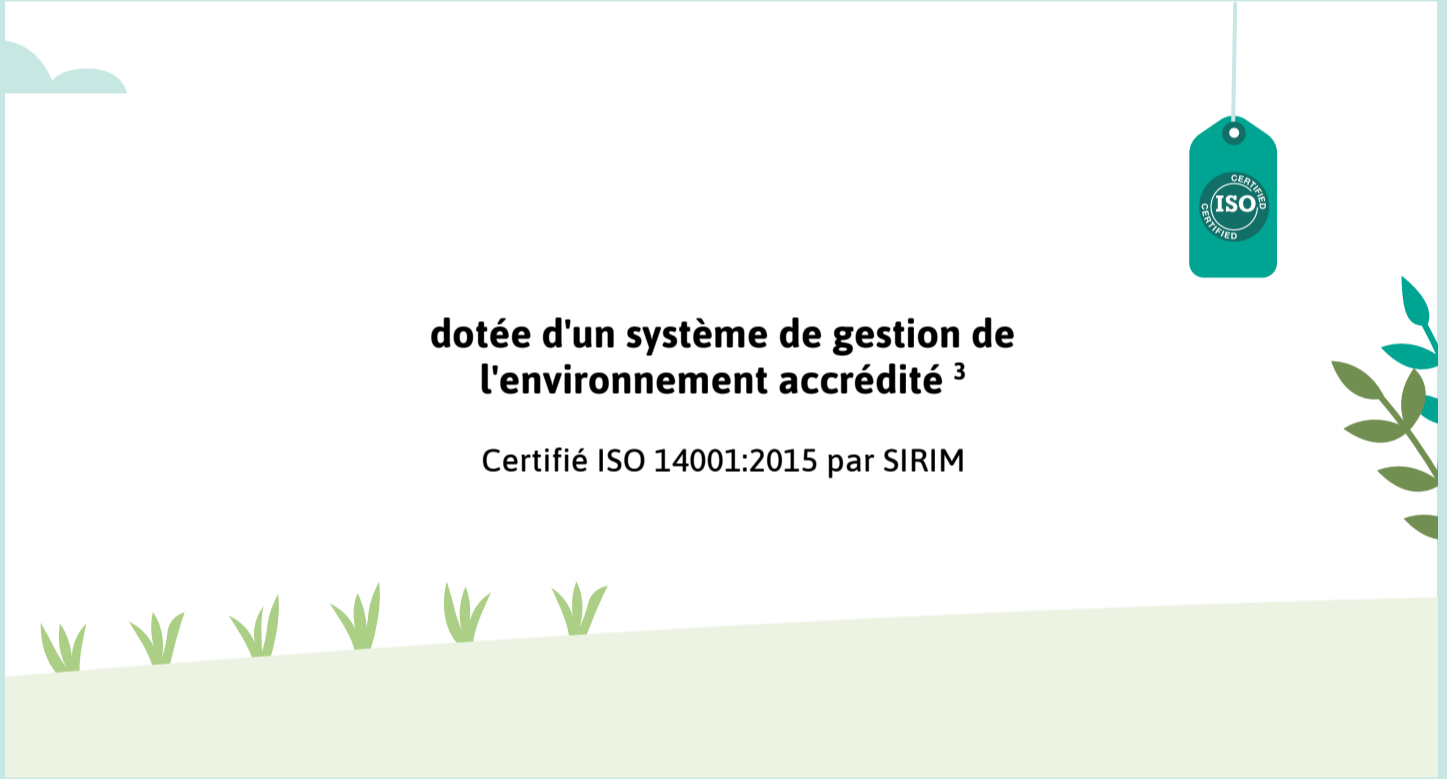 CERTIFIED
ISO
CERTIFIED
dotée d'un système de gestion de
l'environnement accrédité ³
Certifié ISO 14001:2015 par SIRIM